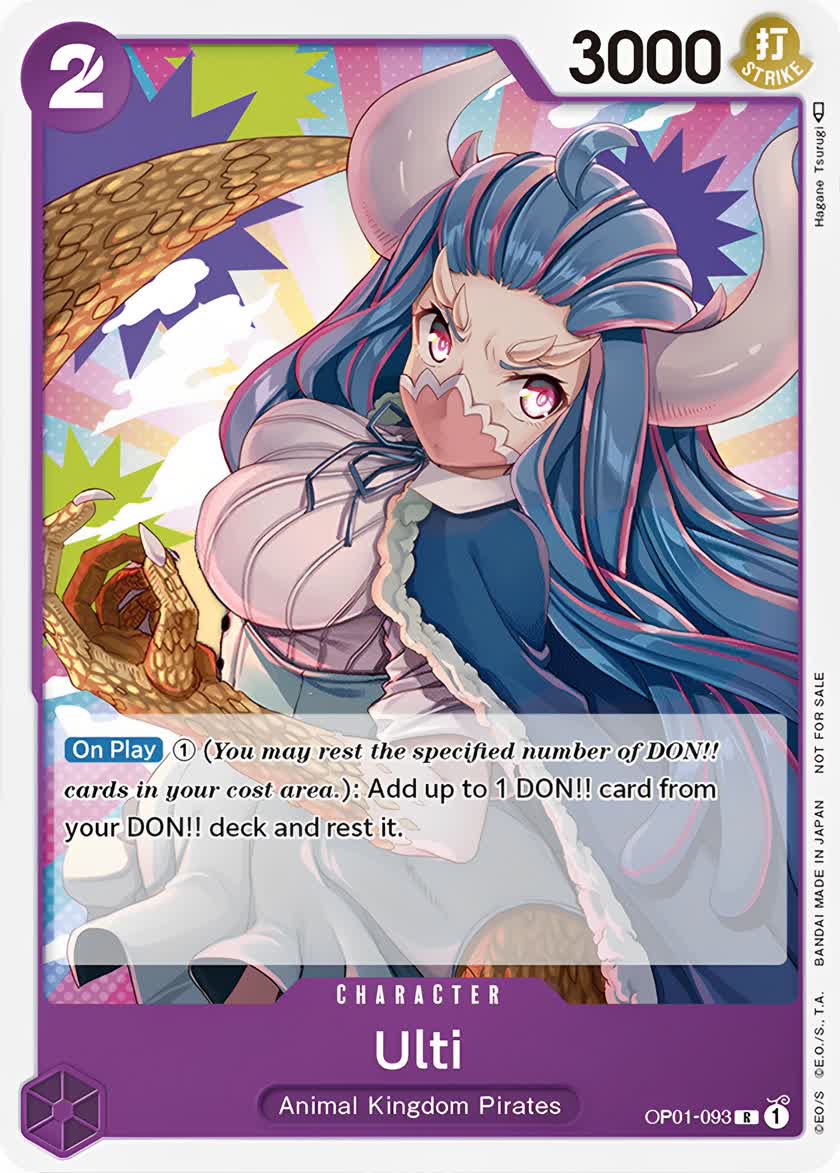 2
3000
打
STRIKE
Hagane Tsurugi
On Play ① (You may rest the specified number of DON!!
cards in your cost area.): Add up to 1 DON!! card from
your DON!! deck and rest it.
CHARACTER
Ulti
Animal Kingdom Pirates
OP01-093 R 1
©EO/S ©E.O./S., T.A. BANDAI MADE IN JAPAN NOT FOR SALE